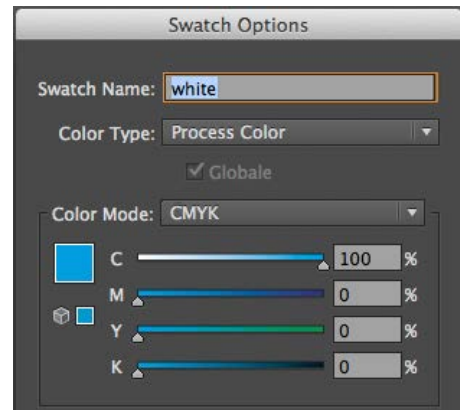 Swatch Options
Swatch Name: white
Color Type: Process Color
Globale
Color Mode: CMYK
C 100 %
M 0 %
Y 0 %
K 0 %